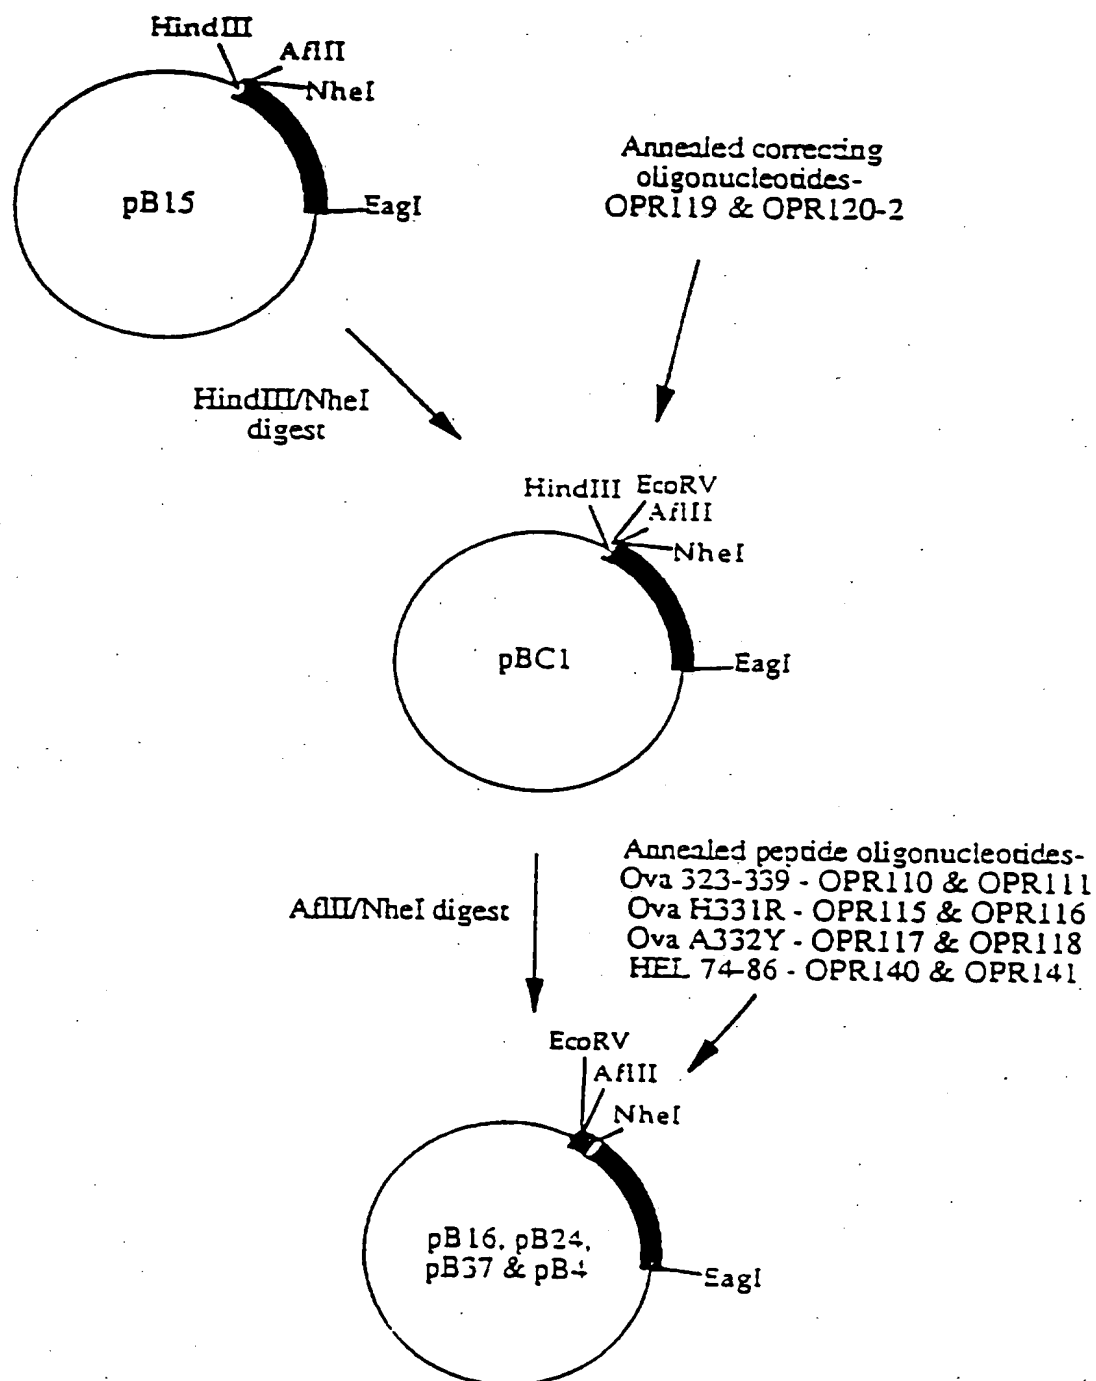 HindIII
AflII
NheI
pB15
EagI
Annealed correcting
oligonucleotides-
OPR119 & OPR120-2
HindIII/NheI
digest
HindIII
EcoRV
AflII
NheI
pBC1
EagI
AflII/NheI digest
Annealed peptide oligonucleotides-
Ova 323-339 - OPR110 & OPR111
Ova H331R - OPR115 & OPR116
Ova A332Y - OPR117 & OPR118
HEL 74-86 - OPR140 & OPR141
EcoRV
AflII
NheI
pB16, pB24,
pB37 & pB4
EagI